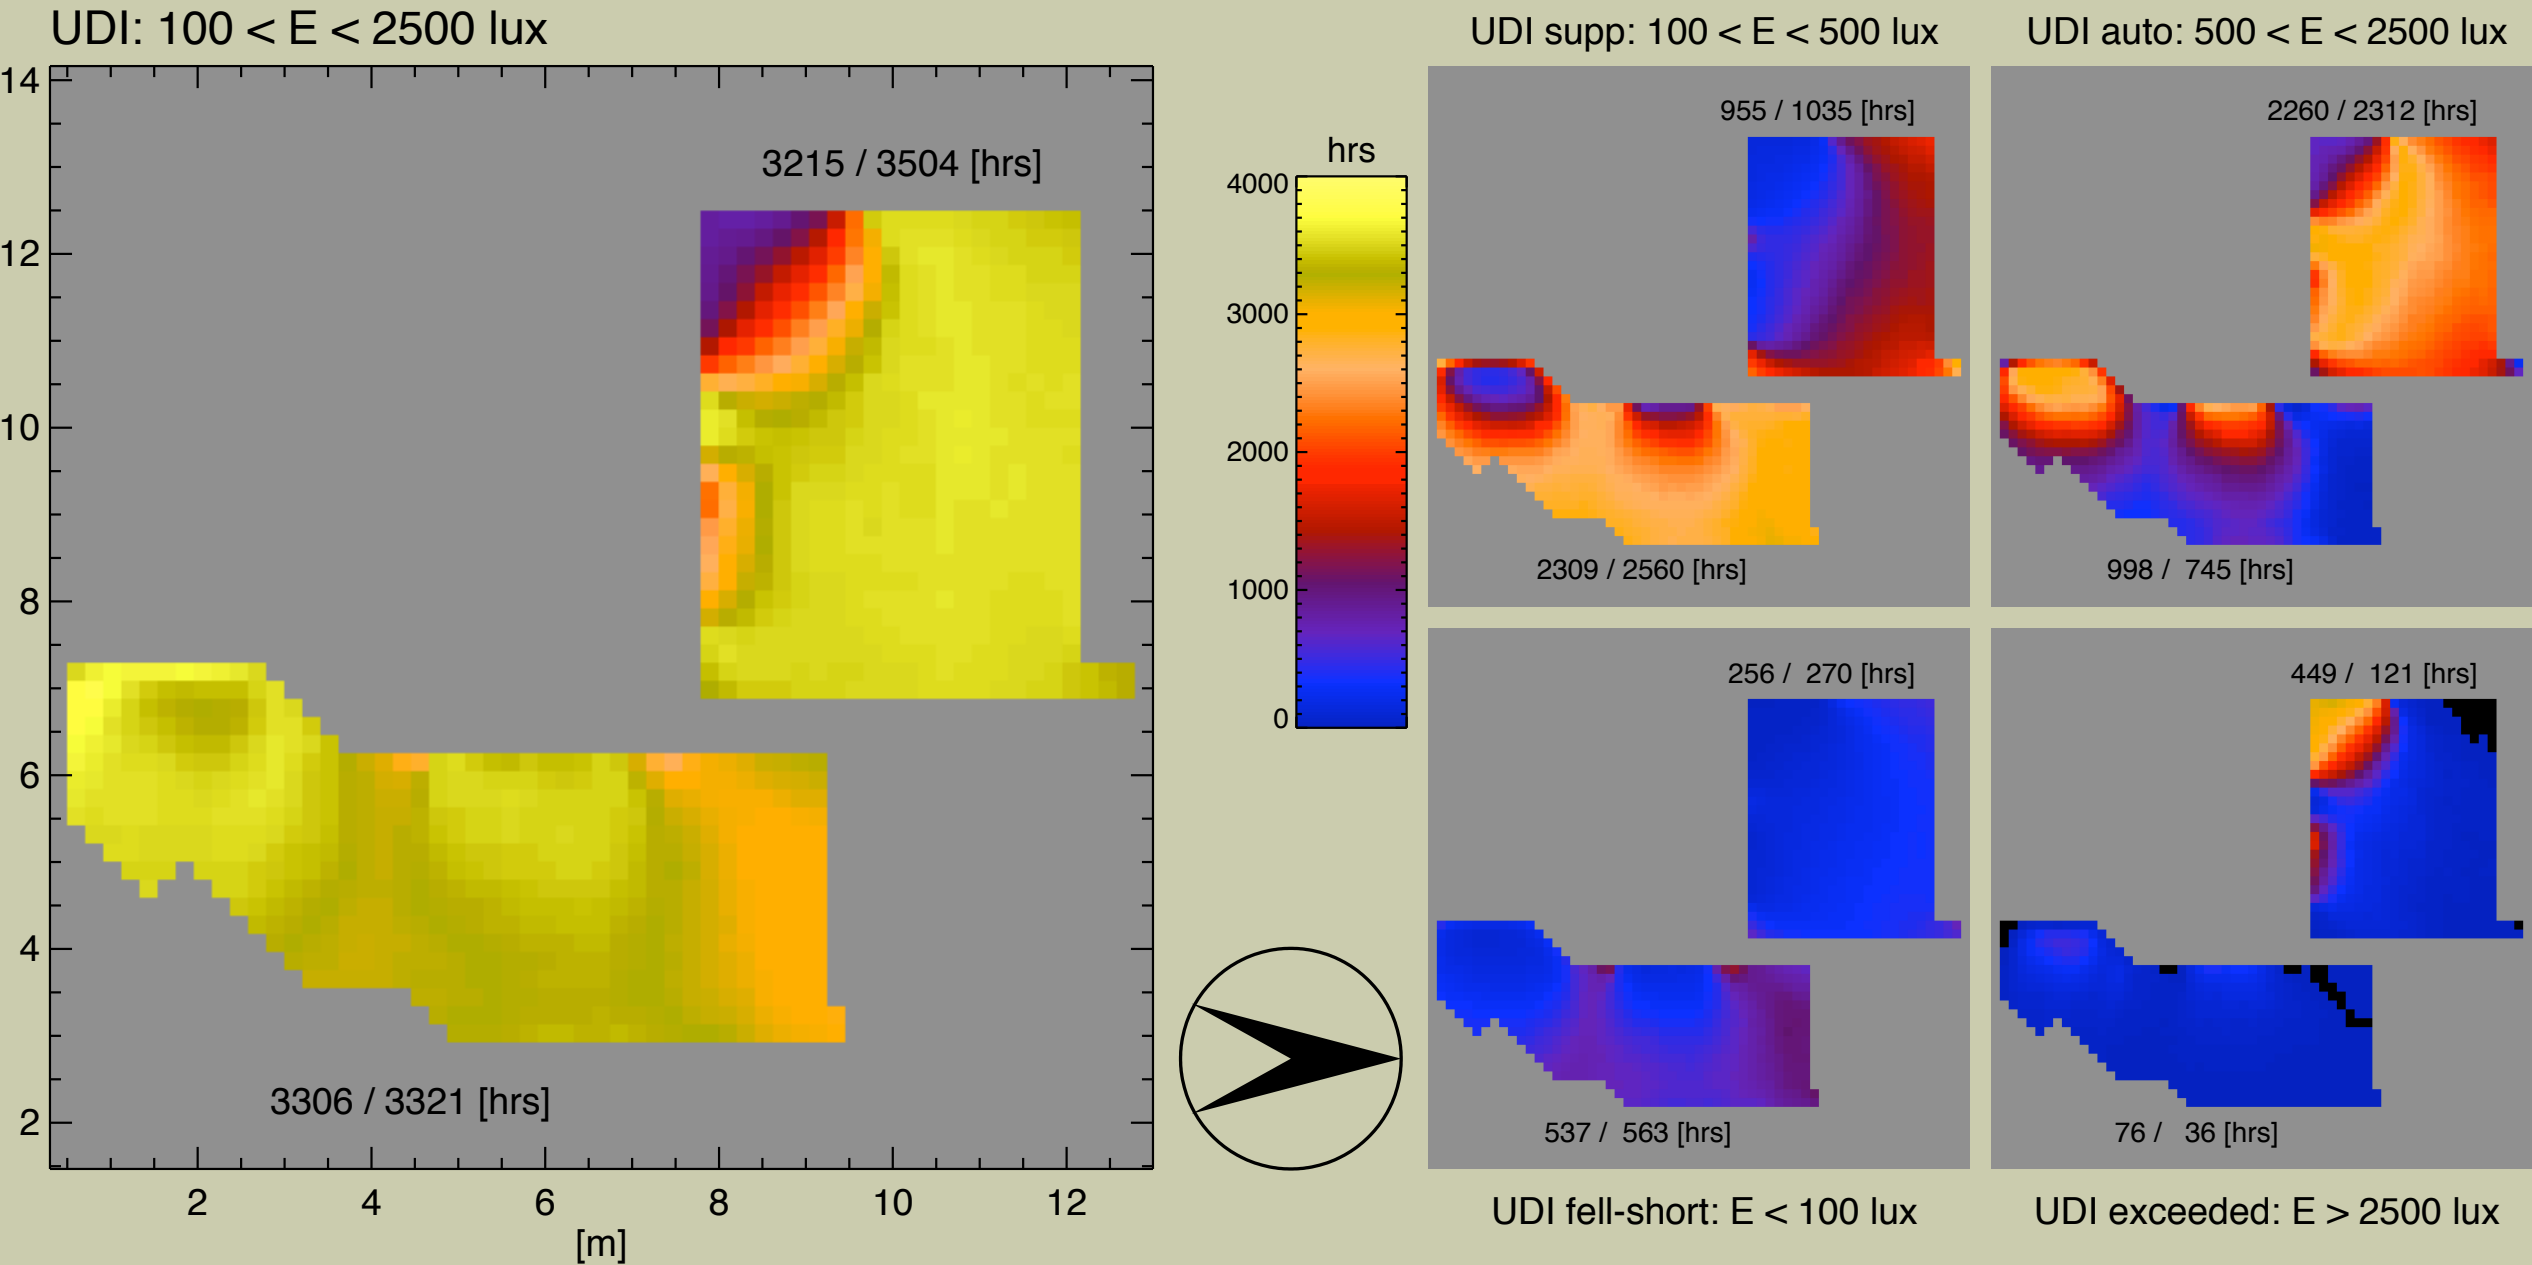 UDI: 100 < E < 2500 lux
UDI supp: 100 < E < 500 lux
UDI auto: 500 < E < 2500 lux
14
12
10
8
6
4
2
2 4 6 8 10 12
[m]
3215 / 3504 [hrs]
3306 / 3321 [hrs]
hrs
4000
3000
2000
1000
0
955 / 1035 [hrs]
2309 / 2560 [hrs]
2260 / 2312 [hrs]
998 / 745 [hrs]
256 / 270 [hrs]
537 / 563 [hrs]
449 / 121 [hrs]
76 / 36 [hrs]
UDI fell-short: E < 100 lux
UDI exceeded: E > 2500 lux